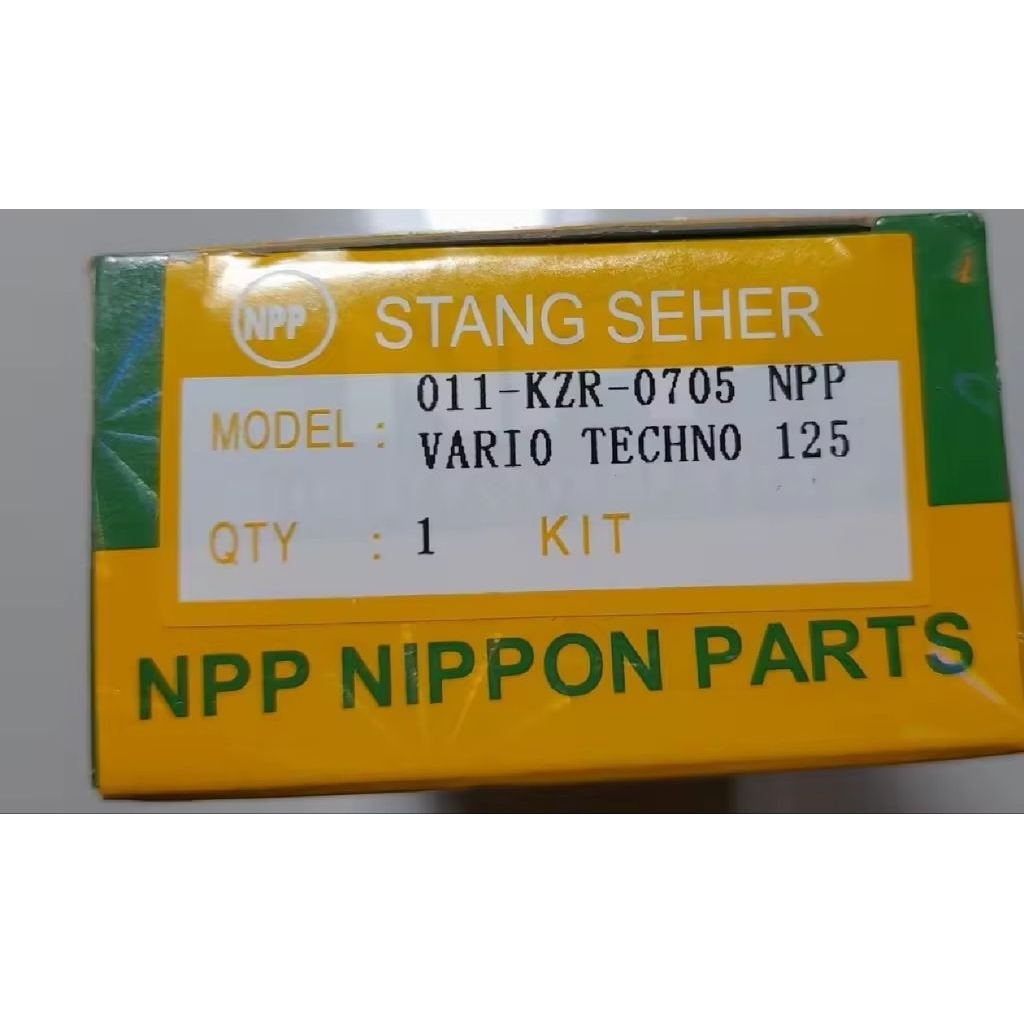 NPP STANG SEHER
MODEL : 011-KZR-0705 NPP
VARIO TECHNO 125
QTY : 1 KIT
NPP NIPPON PARTS